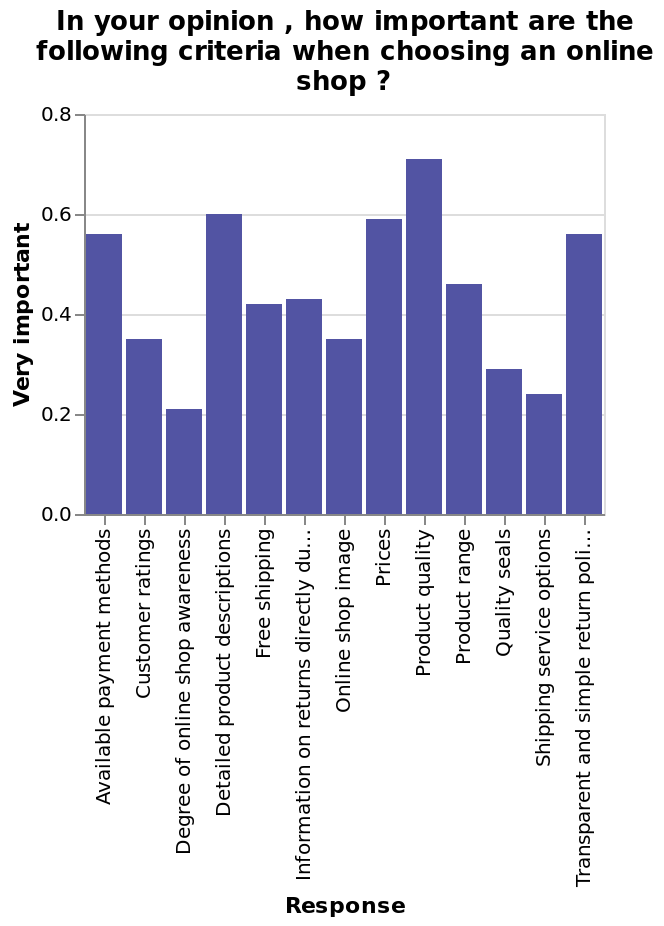 In your opinion , how important are the
following criteria when choosing an online
shop ?
Very important
0.8
0.6
0.4
0.2
0.0
Available payment methods
Customer ratings
Degree of online shop awareness
Detailed product descriptions
Free shipping
Information on returns directly du...
Online shop image
Prices
Product quality
Product range
Quality seals
Shipping service options
Transparent and simple return poli...
Response